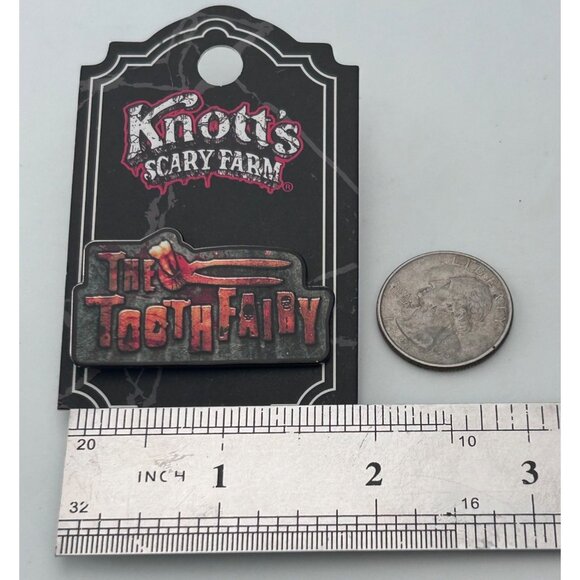 Knott's
SCARY FARM®
THE
TOOTH FAIRY
LIBERTY
20
10
INCH 1 2 3
32
16